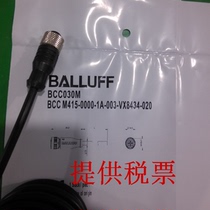 BALLUFF
BCC030M
BCC M415-0000-1A-003-VX8434-020
提供税票